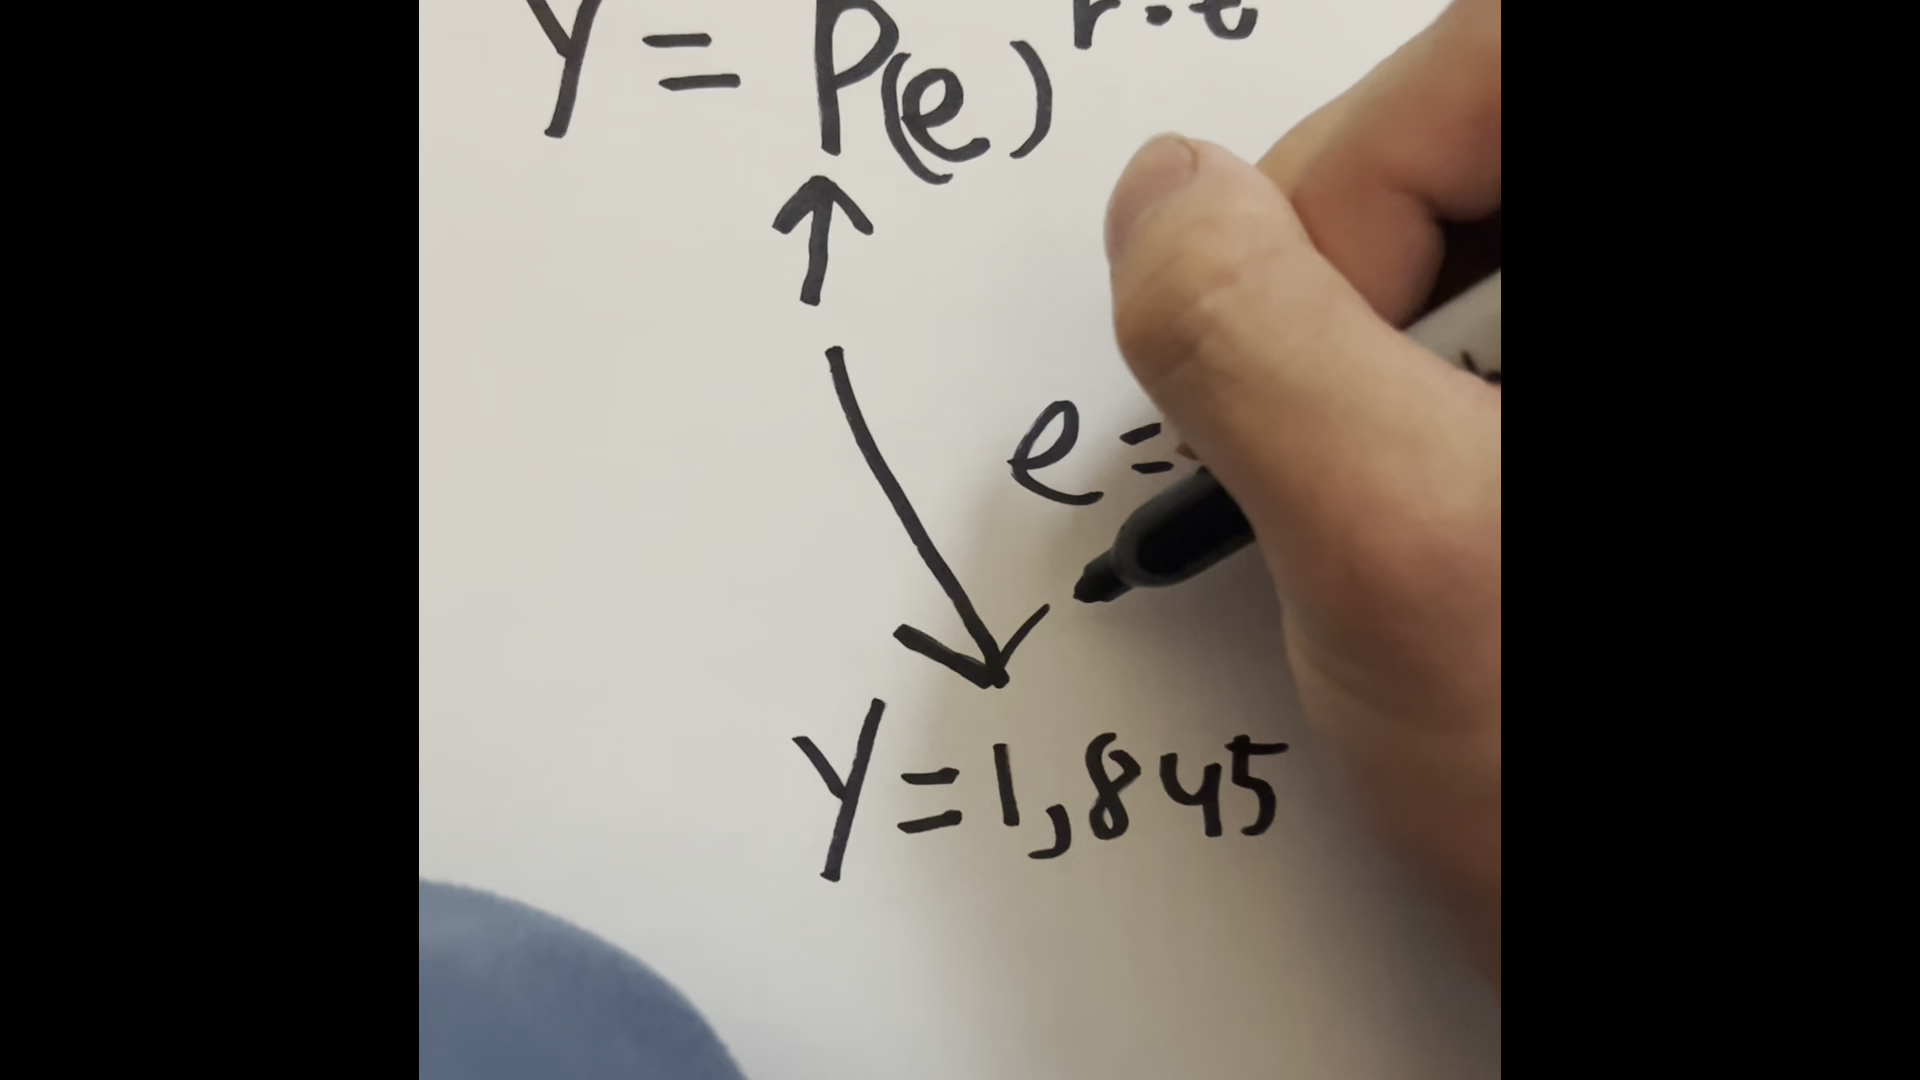 Y = P(e)^r·t
e =
Y = 1,845